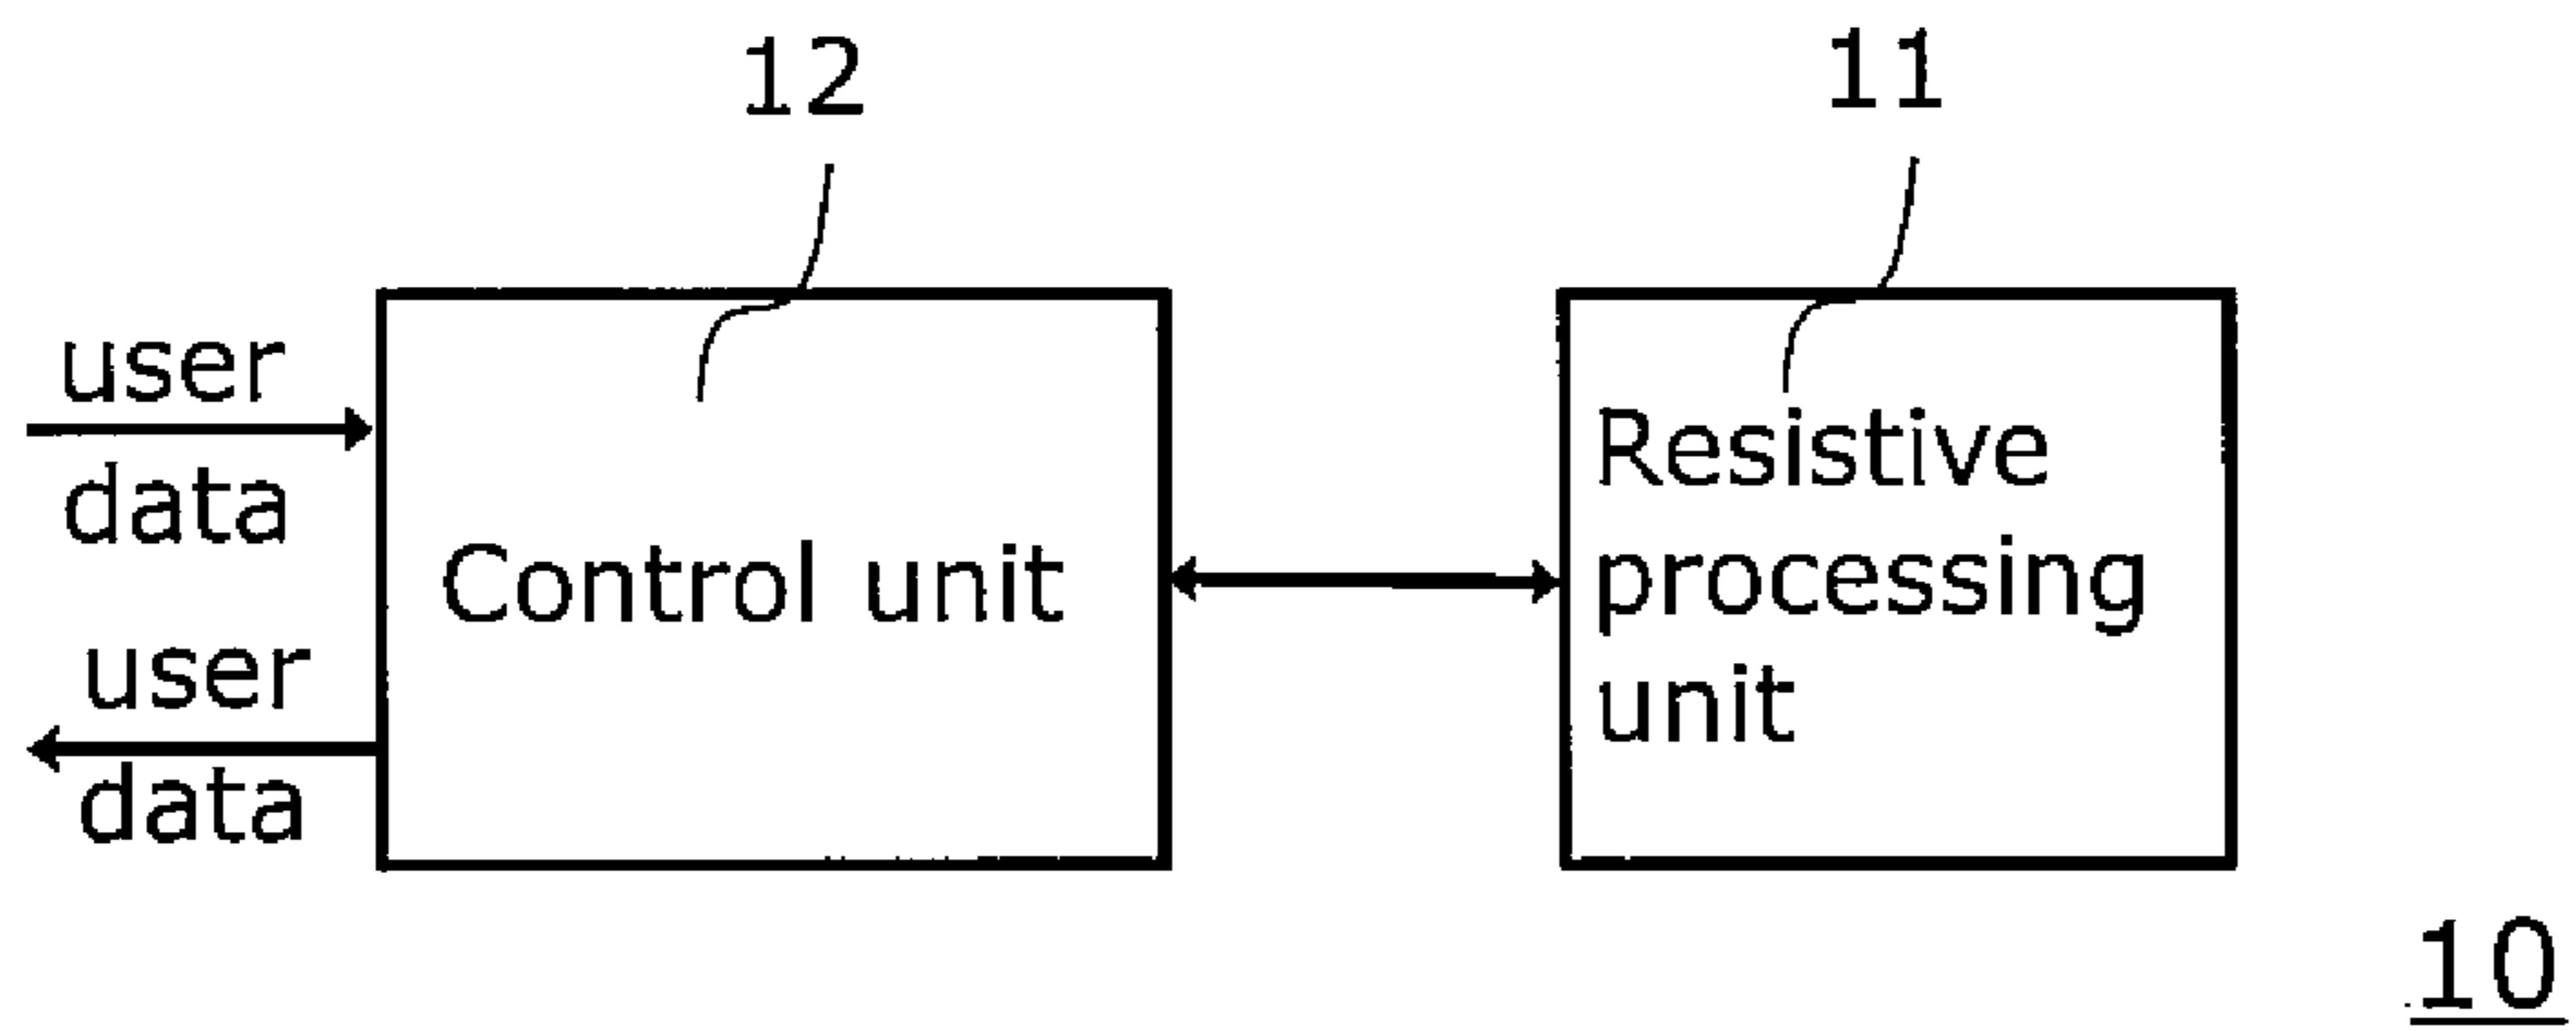 12
11
user
data
Control unit
user
data
Resistive
processing
unit
10